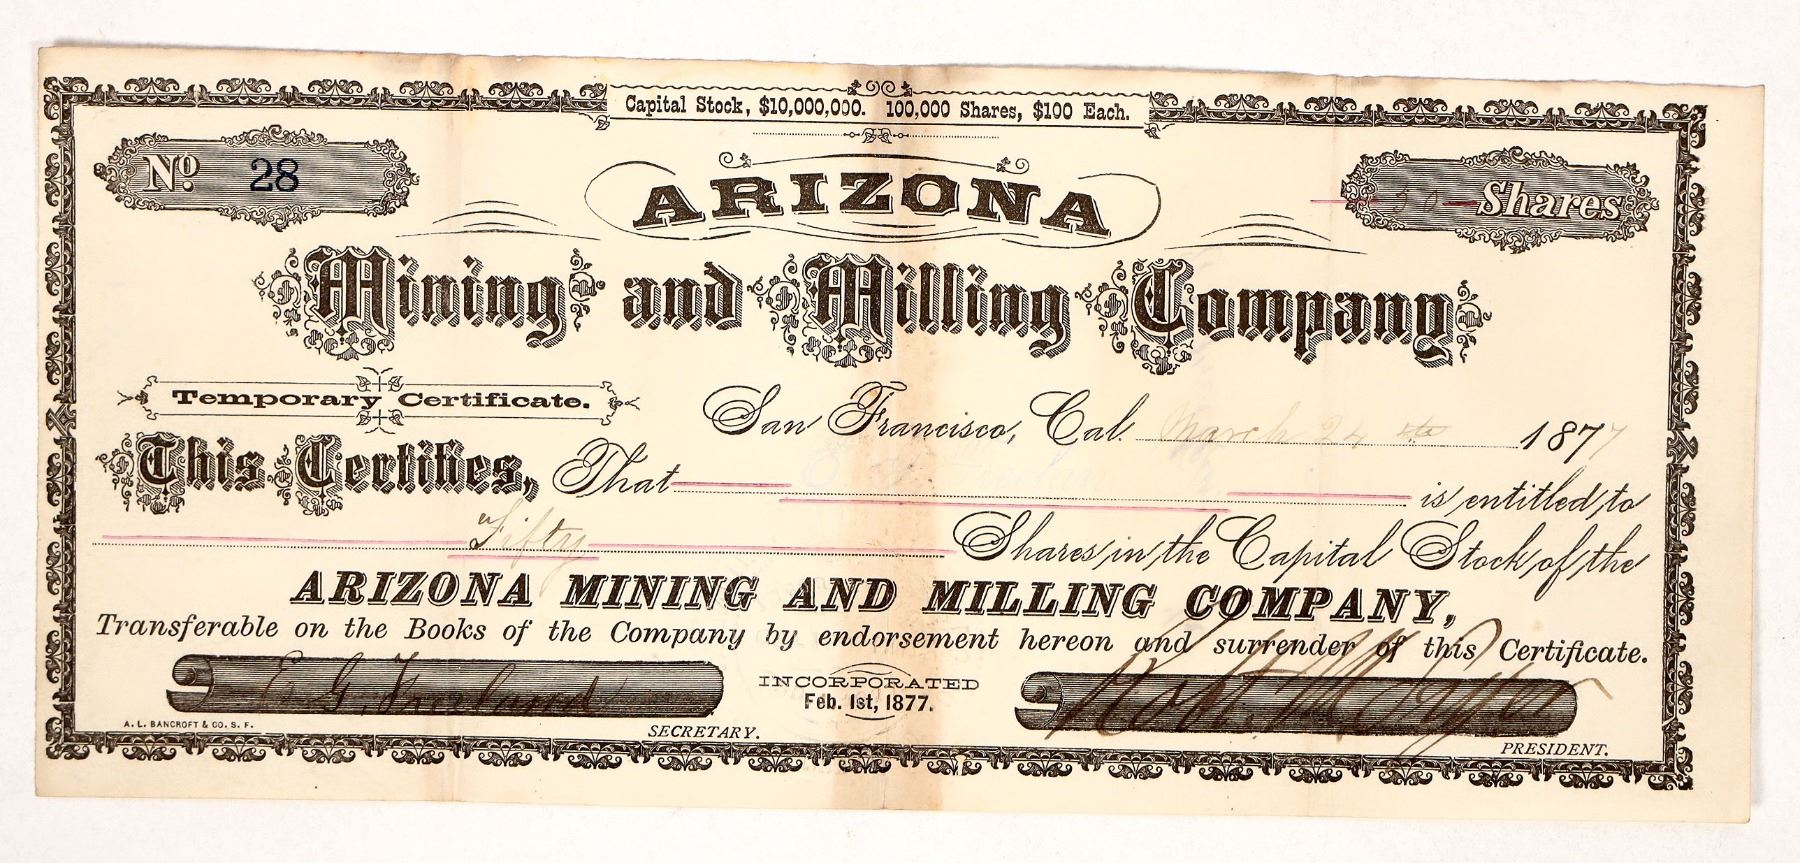 Capital Stock, $10,000,000. 100,000 Shares, $100 Each.
No. 28
50 Shares
ARIZONA
Mining and Milling Company
Temporary Certificate.
San Francisco, Cal. March 24th 1877
This Certifies, That is entitled to
Fifty Shares in the Capital Stock of the
ARIZONA MINING AND MILLING COMPANY,
Transferable on the Books of the Company by endorsement hereon and surrender of this Certificate.
E. G. Freeland
INCORPORATED
Feb. 1st, 1877.
Robt.
A. L. BANCROFT & CO. S. F.
SECRETARY.
PRESIDENT.